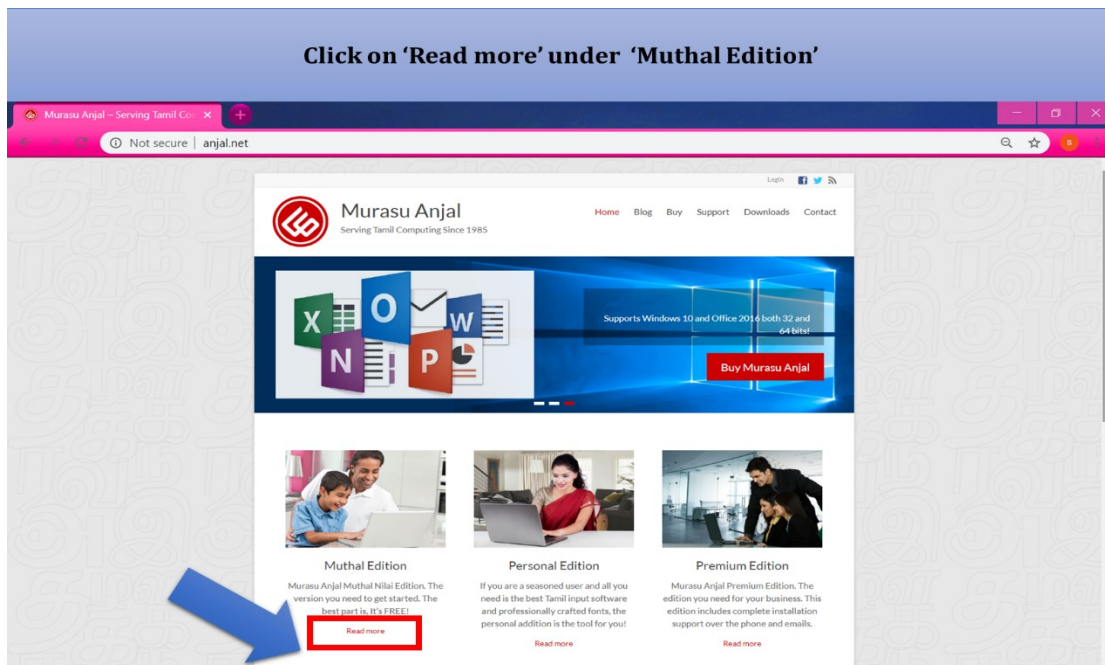 Click on ‘Read more’ under ‘Muthal Edition’
Murasu Anjal – Serving Tamil Co
Not secure | anjal.net
B
Login
Murasu Anjal
Serving Tamil Computing Since 1985
Home Blog Buy Support Downloads Contact
X O W N P
Supports Windows 10 and Office 2016 both 32 and
64 bits!
Buy Murasu Anjal
Muthal Edition
Murasu Anjal Muthal Nilai Edition. The
version you need to get started. The
best part is, It's FREE!
Read more
Personal Edition
If you are a seasoned user and all you
need is the best Tamil input software
and professionally crafted fonts, the
personal addition is the tool for you!
Read more
Premium Edition
Murasu Anjal Premium Edition. The
edition you need for your business. This
edition includes complete installation
support over the phone and emails.
Read more